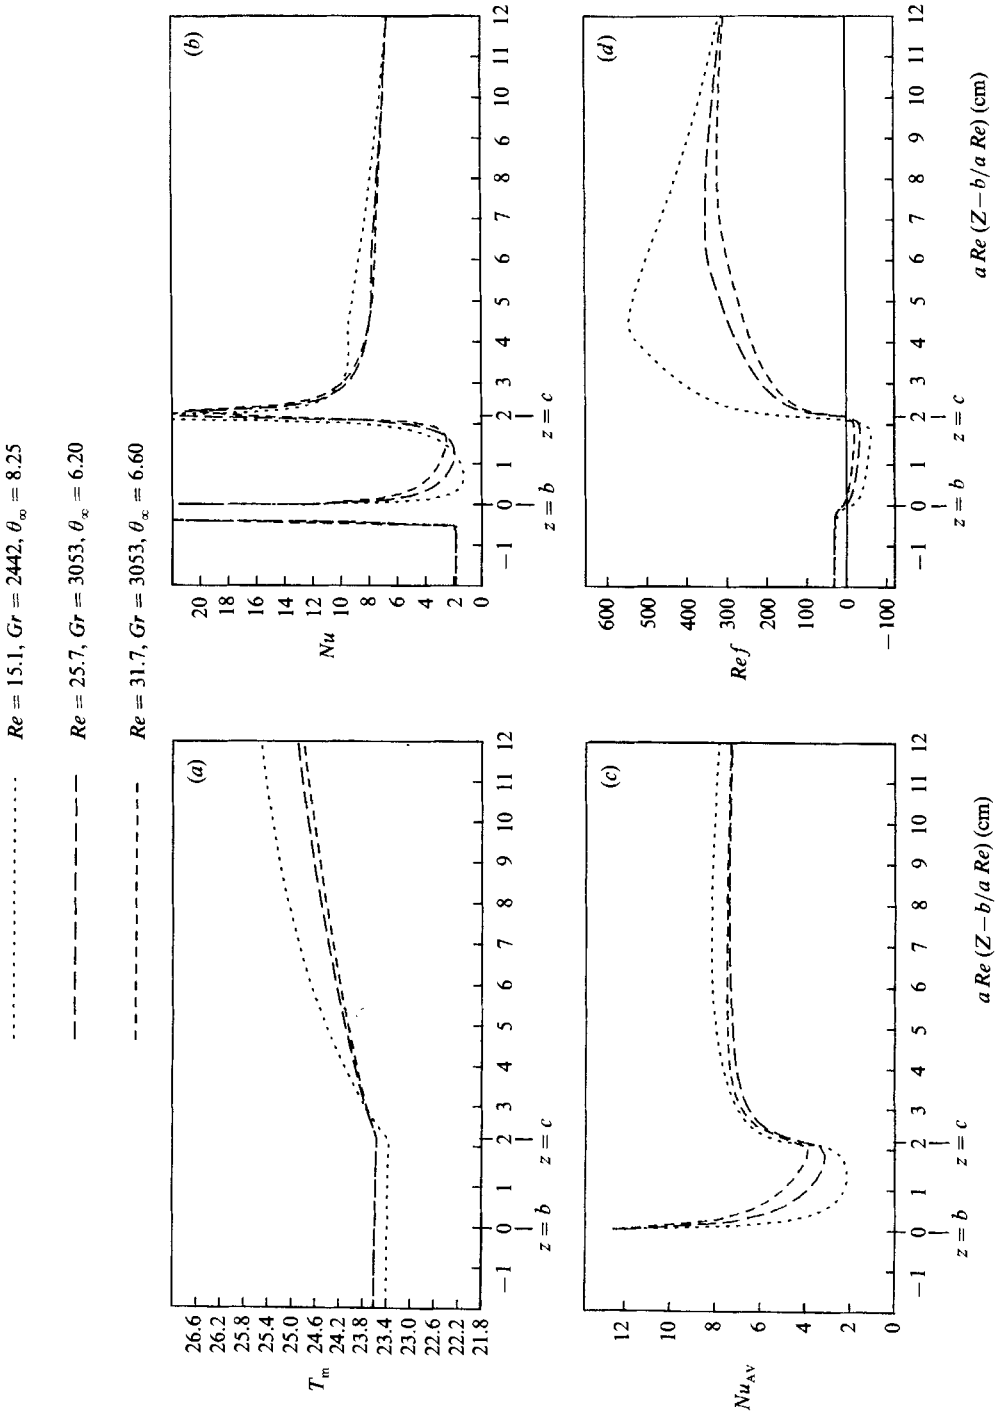 Re = 15.1, Gr = 2442, θ∞ = 8.25
Re = 25.7, Gr = 3053, θ∞ = 6.20
Re = 31.7, Gr = 3053, θ∞ = 6.60
(a)
26.6
26.2
25.8
25.4
25.0
24.6
24.2
23.8
23.4
23.0
22.6
22.2
21.8
Tm
−1 0 1 2 3 4 5 6 7 8 9 10 11 12
z = b z = c
(b)
20
18
16
14
12
10
8
6
4
2
0
Nu
−1 0 1 2 3 4 5 6 7 8 6 10 11 12
z = b z = c
(c)
12
10
8
6
4
2
0
NuAV
−1 0 1 2 3 4 5 6 7 8 9 10 11 12
z = b z = c
a Re (Z−b/a Re) (cm)
(d)
600
500
400
300
200
100
0
−100
Ref
−1 0 1 2 3 4 5 6 7 8 9 10 11 12
z = b z = c
a Re (Z−b/a Re) (cm)